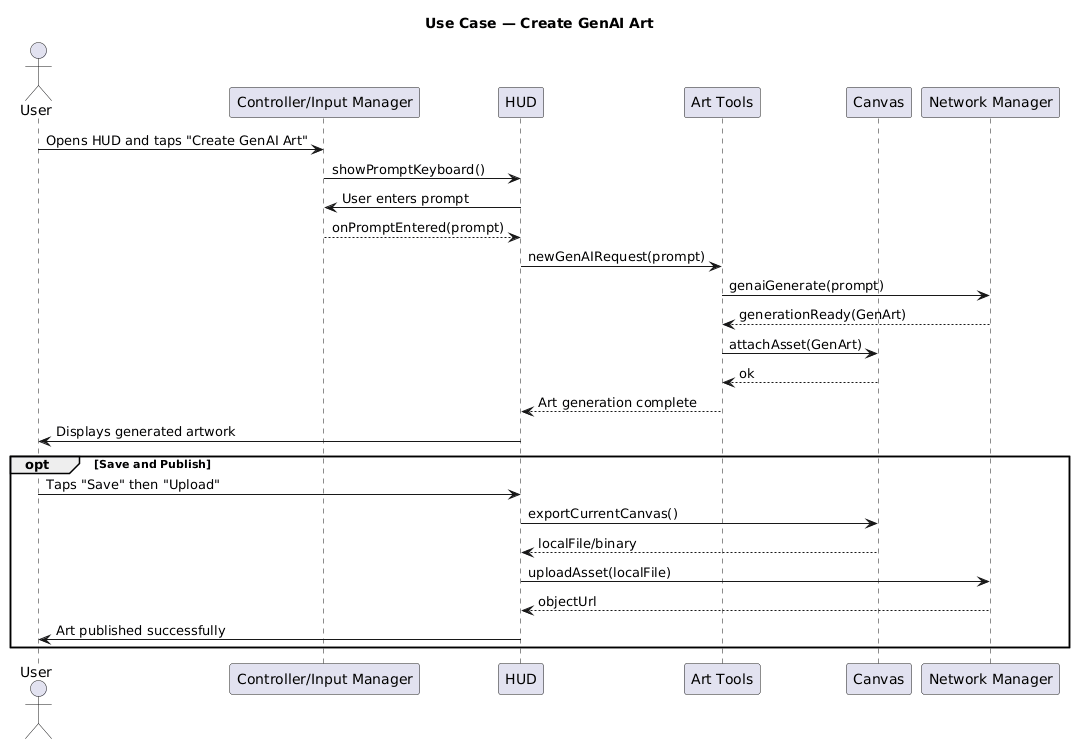 Use Case — Create GenAI Art
User
Controller/Input Manager
HUD
Art Tools
Canvas
Network Manager
Opens HUD and taps "Create GenAI Art"
showPromptKeyboard()
User enters prompt
onPromptEntered(prompt)
newGenAIRequest(prompt)
genaiGenerate(prompt)
generationReady(GenArt)
attachAsset(GenArt)
ok
Art generation complete
Displays generated artwork
opt
[Save and Publish]
Taps "Save" then "Upload"
exportCurrentCanvas()
localFile/binary
uploadAsset(localFile)
objectUrl
Art published successfully
User
Controller/Input Manager
HUD
Art Tools
Canvas
Network Manager